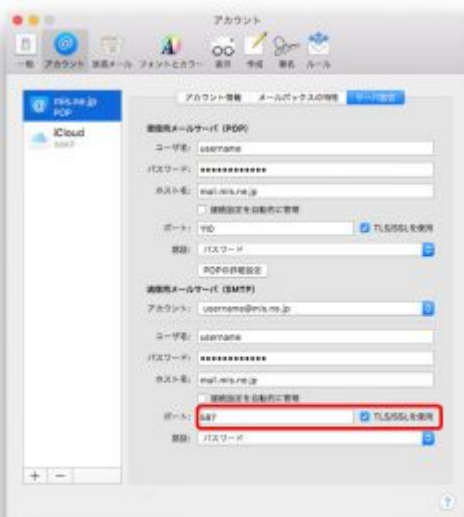 アカウント
一般 アカウント 迷惑メール フォントとカラー 表示 作成 署名 ルール
mis.ne.jp
POP
iCloud
アカウント情報 メールボックスの特性 サーバ設定
受信用メールサーバ (POP)
ユーザ名: username
パスワード: ••••••••••••
ホスト名: mail.mis.ne.jp
接続設定を自動的に管理
ポート: 110 TLS/SSLを使用
認証: パスワード
POPの詳細設定
送信用メールサーバ (SMTP)
アカウント: username@mis.ne.jp
ユーザ名: username
パスワード: ••••••••••••
ホスト名: mail.mis.ne.jp
接続設定を自動的に管理
ポート: 587 TLS/SSLを使用
認証: パスワード
+ −
?